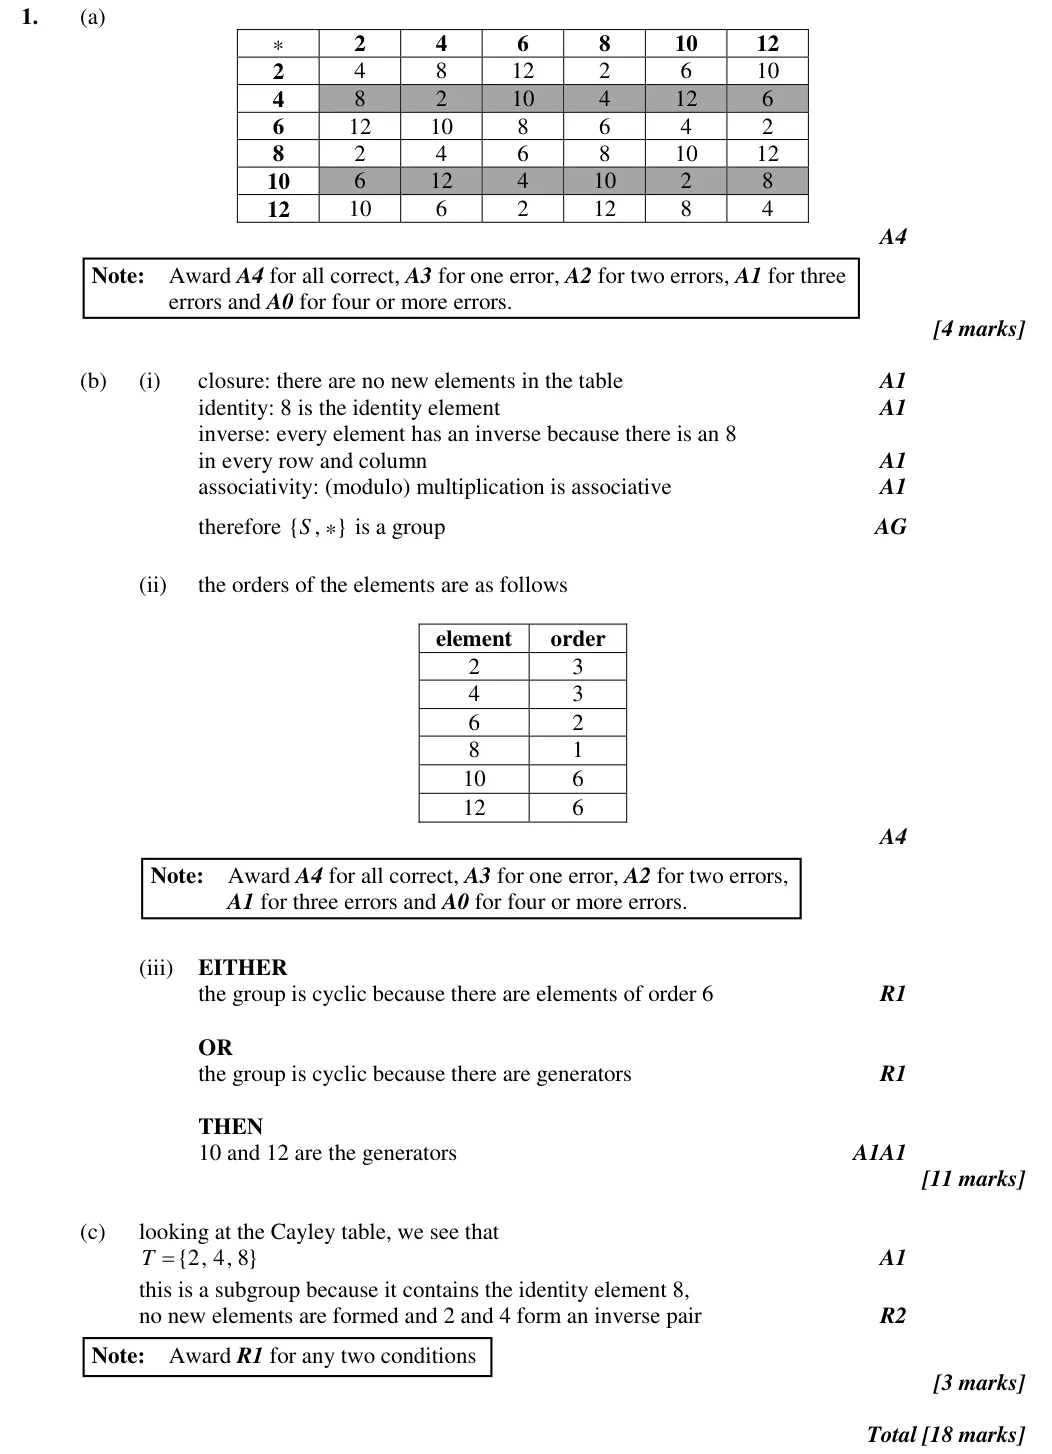 1. (a)
∗ 2 4 6 8 10 12
2 4 8 12 2 6 10
4 8 2 10 4 12 6
6 12 10 8 6 4 2
8 2 4 6 8 10 12
10 6 12 4 10 2 8
12 10 6 2 12 8 4
A4
Note: Award A4 for all correct, A3 for one error, A2 for two errors, A1 for three
errors and A0 for four or more errors.
[4 marks]
(b) (i) closure: there are no new elements in the table A1
identity: 8 is the identity element A1
inverse: every element has an inverse because there is an 8
in every row and column A1
associativity: (modulo) multiplication is associative A1
therefore {S, ∗} is a group AG
(ii) the orders of the elements are as follows
element order
2 3
4 3
6 2
8 1
10 6
12 6
A4
Note: Award A4 for all correct, A3 for one error, A2 for two errors,
A1 for three errors and A0 for four or more errors.
(iii) EITHER
the group is cyclic because there are elements of order 6 R1
OR
the group is cyclic because there are generators R1
THEN
10 and 12 are the generators A1A1
[11 marks]
(c) looking at the Cayley table, we see that
T = {2, 4, 8} A1
this is a subgroup because it contains the identity element 8,
no new elements are formed and 2 and 4 form an inverse pair R2
Note: Award R1 for any two conditions
[3 marks]
Total [18 marks]